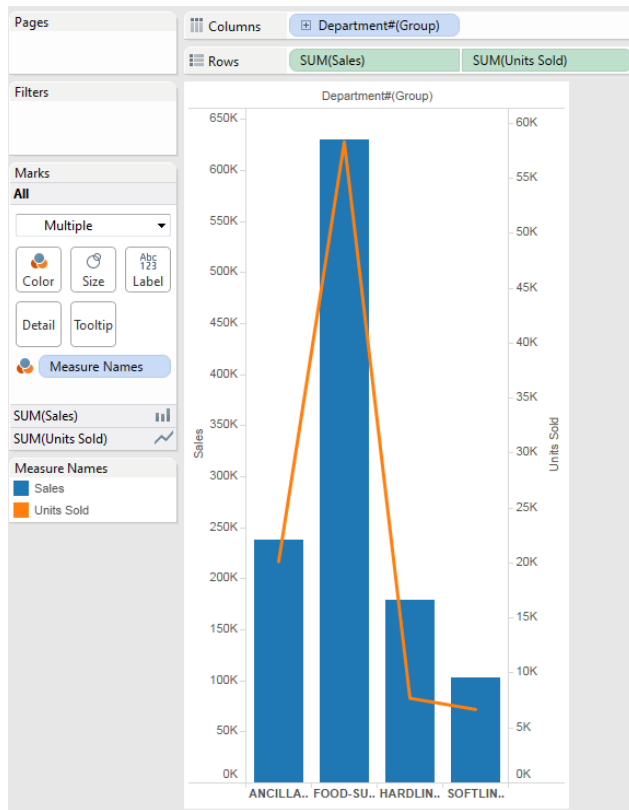 Pages
Columns
Department#(Group)
Rows
SUM(Sales)
SUM(Units Sold)
Filters
Marks
All
Multiple
Color
Size
Abc
123
Label
Detail
Tooltip
Measure Names
SUM(Sales)
SUM(Units Sold)
Measure Names
Sales
Units Sold
Department#(Group)
650K
600K
550K
500K
450K
400K
350K
300K
250K
200K
150K
100K
50K
0K
Sales
60K
55K
50K
45K
40K
35K
30K
25K
20K
15K
10K
5K
0K
Units Sold
ANCILLA.. FOOD-SU.. HARDLIN.. SOFTLIN..